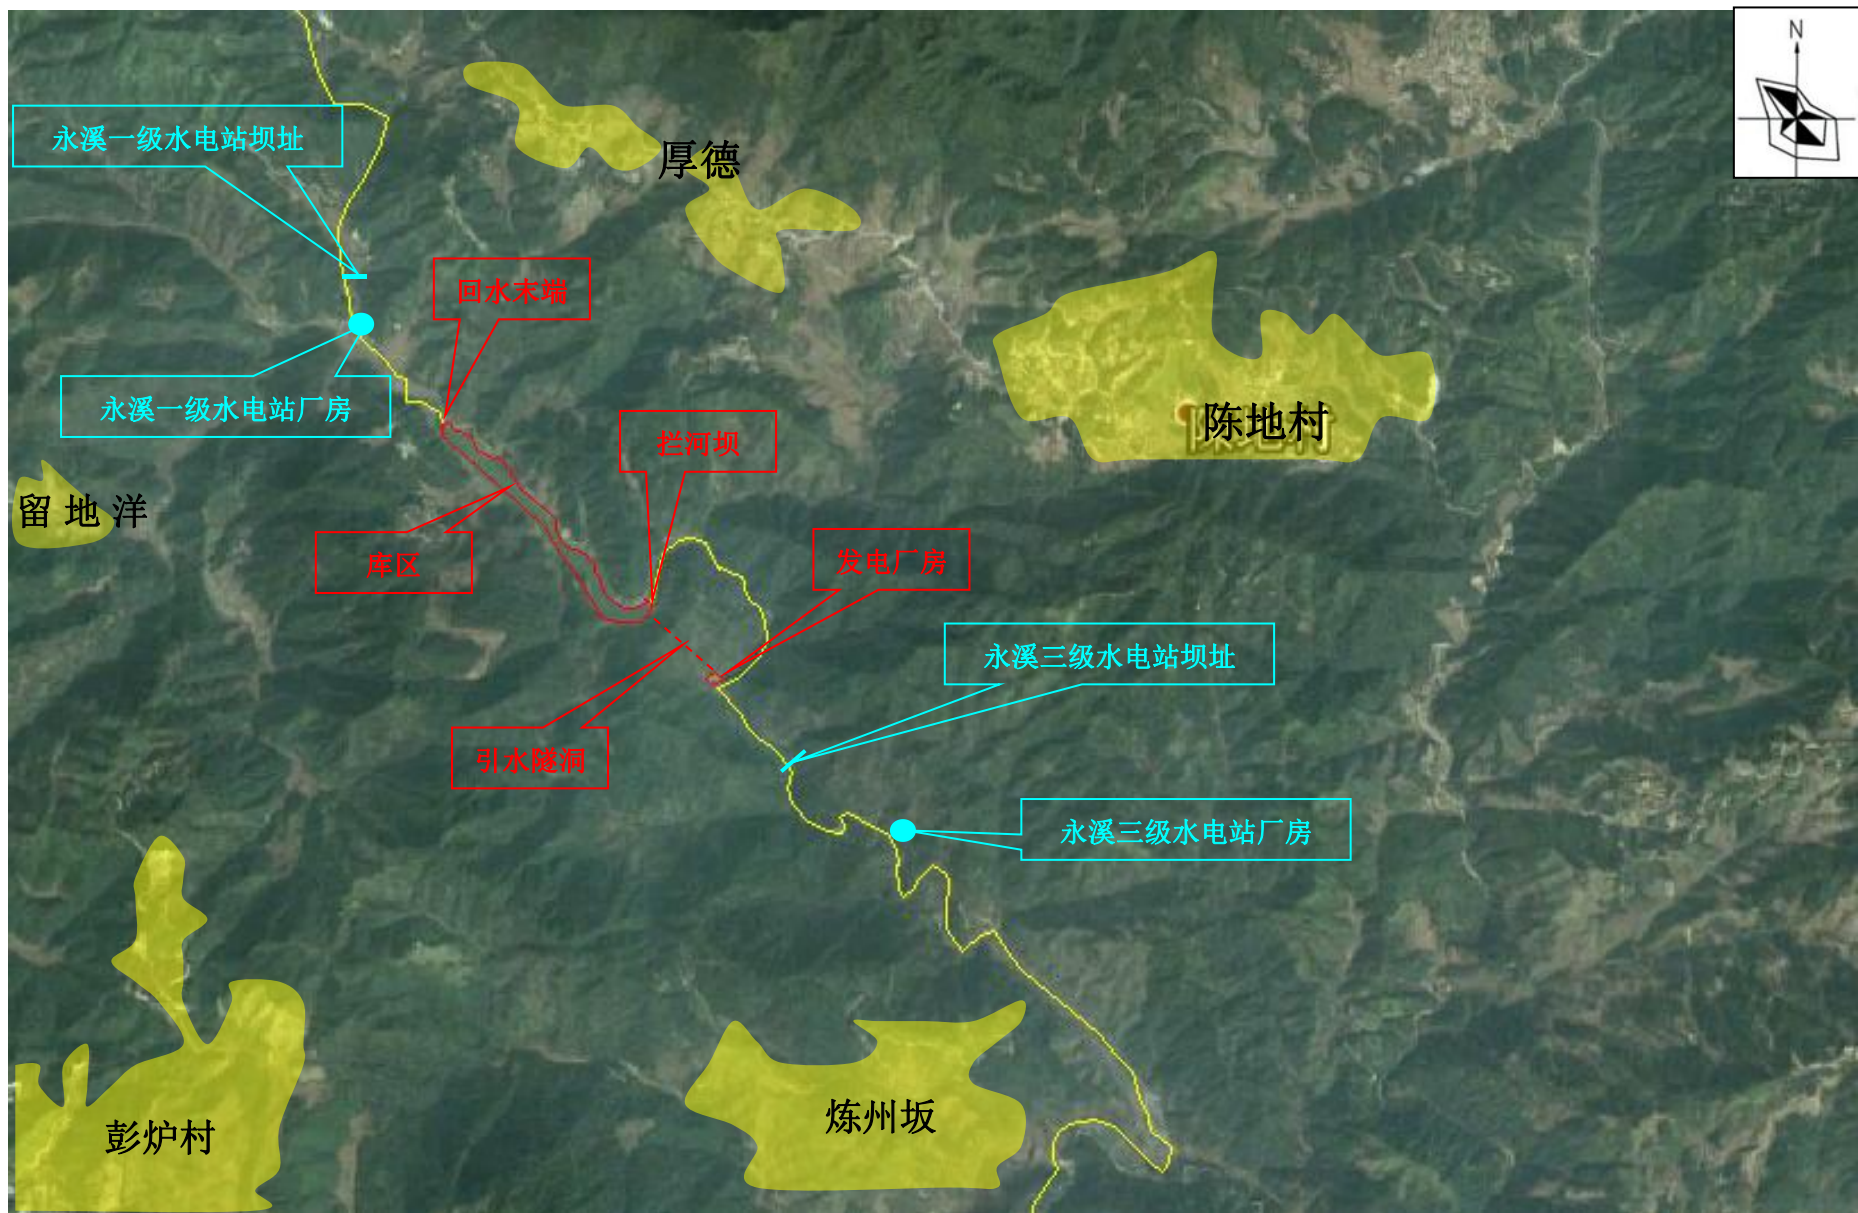 N
永溪一级水电站坝址
厚德
回水末端
永溪一级水电站厂房
陈地村
陈地村
拦河坝
留地洋
库区
发电厂房
永溪三级水电站坝址
引水隧洞
永溪三级水电站厂房
炼州坂
彭炉村